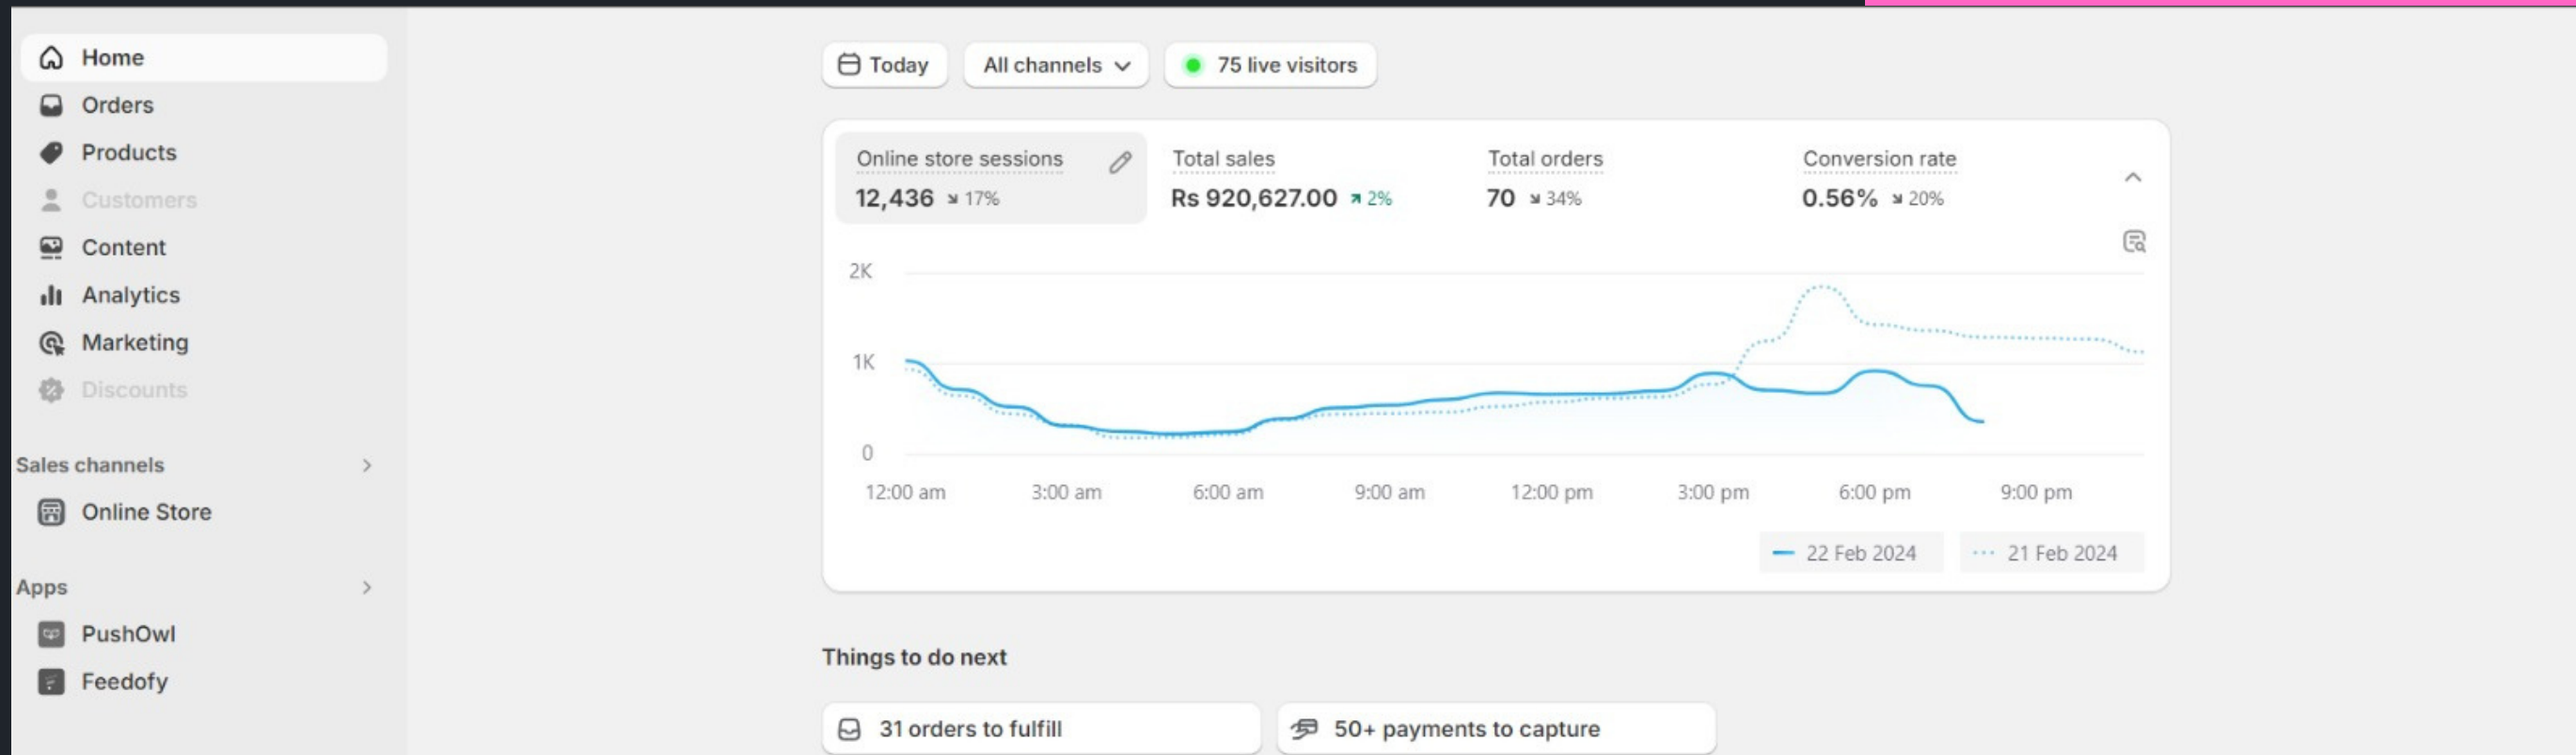 Home
Orders
Products
Customers
Content
Analytics
Marketing
Discounts
Sales channels
Online Store
Apps
PushOwl
Feedofy
Today
All channels
75 live visitors
Online store sessions
12,436 17%
Total sales
Rs 920,627.00 2%
Total orders
70 34%
Conversion rate
0.56% 20%
2K
1K
0
12:00 am 3:00 am 6:00 am 9:00 am 12:00 pm 3:00 pm 6:00 pm 9:00 pm
22 Feb 2024
21 Feb 2024
Things to do next
31 orders to fulfill
50+ payments to capture